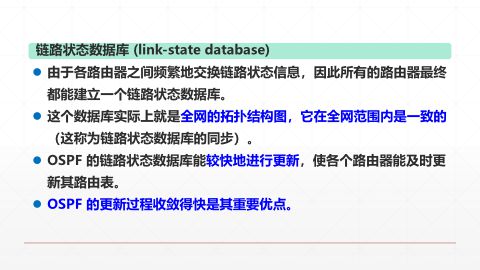 链路状态数据库 (link-state database)
由于各路由器之间频繁地交换链路状态信息，因此所有的路由器最终
都能建立一个链路状态数据库。
这个数据库实际上就是全网的拓扑结构图，它在全网范围内是一致的
（这称为链路状态数据库的同步）。
OSPF 的链路状态数据库能较快地进行更新，使各个路由器能及时更
新其路由表。
OSPF 的更新过程收敛得快是其重要优点。